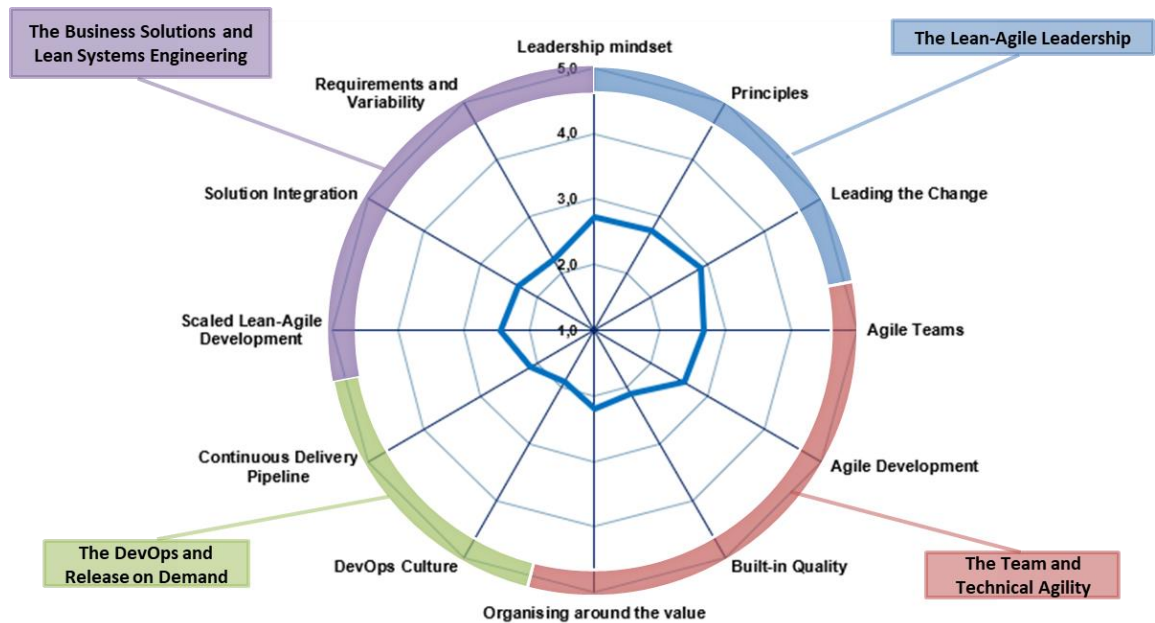 The Business Solutions and
Lean Systems Engineering
The Lean-Agile Leadership
Leadership mindset
5,0
Requirements and
Variability
Principles
4,0
Solution Integration
3,0
Leading the Change
2,0
Scaled Lean-Agile
Development
1,0
Agile Teams
Continuous Delivery
Pipeline
Agile Development
The DevOps and
Release on Demand
DevOps Culture
Built-in Quality
The Team and
Technical Agility
Organising around the value